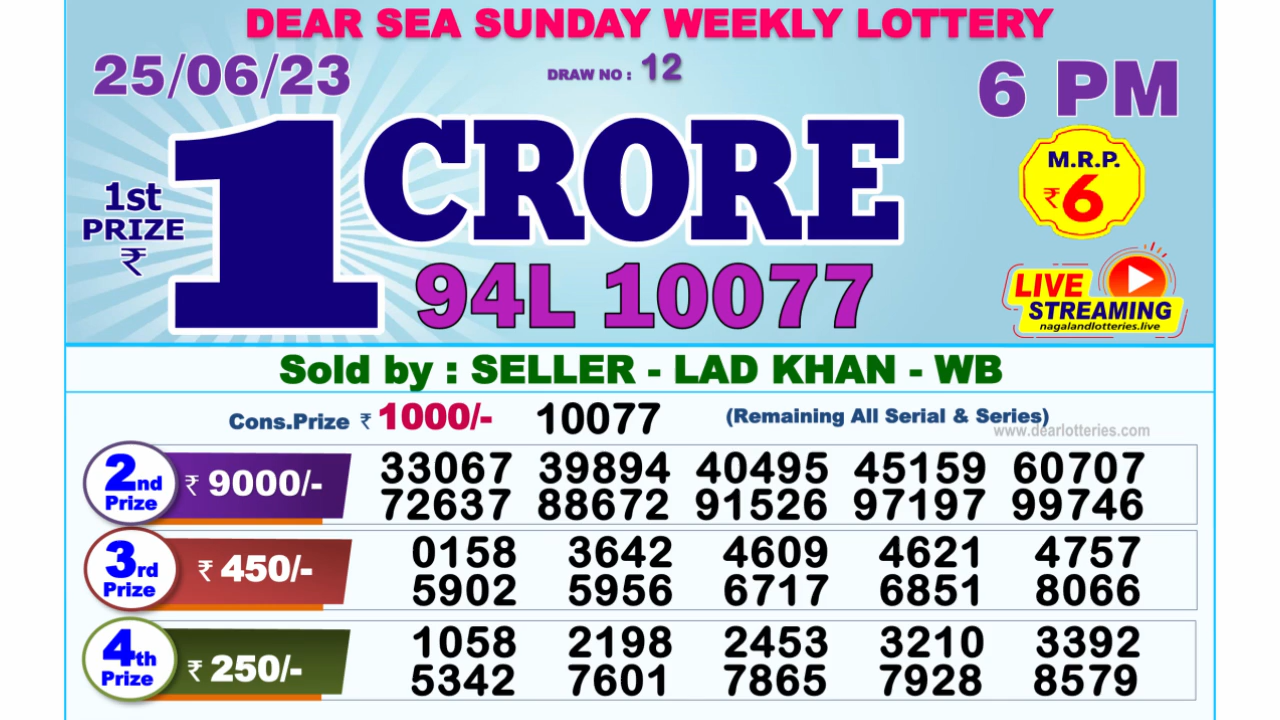 DEAR SEA SUNDAY WEEKLY LOTTERY
25/06/23 DRAW NO : 12 6 PM
1st PRIZE ₹ 1 CRORE
M.R.P. ₹6
94L 10077
LIVE STREAMING
nagalandlotteries.live
Sold by : SELLER - LAD KHAN - WB
Cons.Prize ₹ 1000/- 10077 (Remaining All Serial & Series)
www.dearlotteries.com
2nd Prize ₹ 9000/-
33067 39894 40495 45159 60707
72637 88672 91526 97197 99746
3rd Prize ₹ 450/-
0158 3642 4609 4621 4757
5902 5956 6717 6851 8066
4th Prize ₹ 250/-
1058 2198 2453 3210 3392
5342 7601 7865 7928 8579